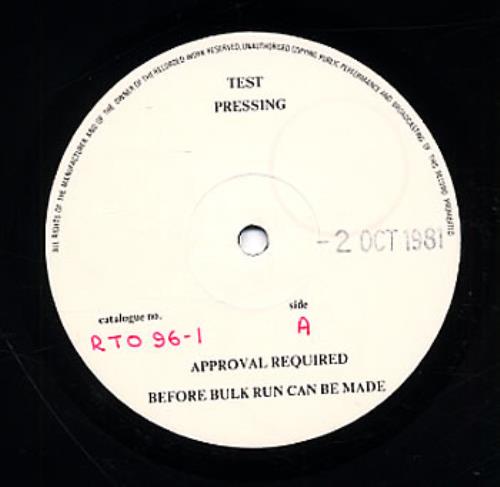 ALL RIGHTS OF THE MANUFACTURER AND OF THE OWNER OF THE RECORDED WORK RESERVED, UNAUTHORISED COPYING PUBLIC PERFORMANCE AND BROADCASTING OF THIS RECORD PROHIBITED
TEST
PRESSING
-2 OCT 1981
catalogue no. side
RTO 96-1 A
APPROVAL REQUIRED
BEFORE BULK RUN CAN BE MADE